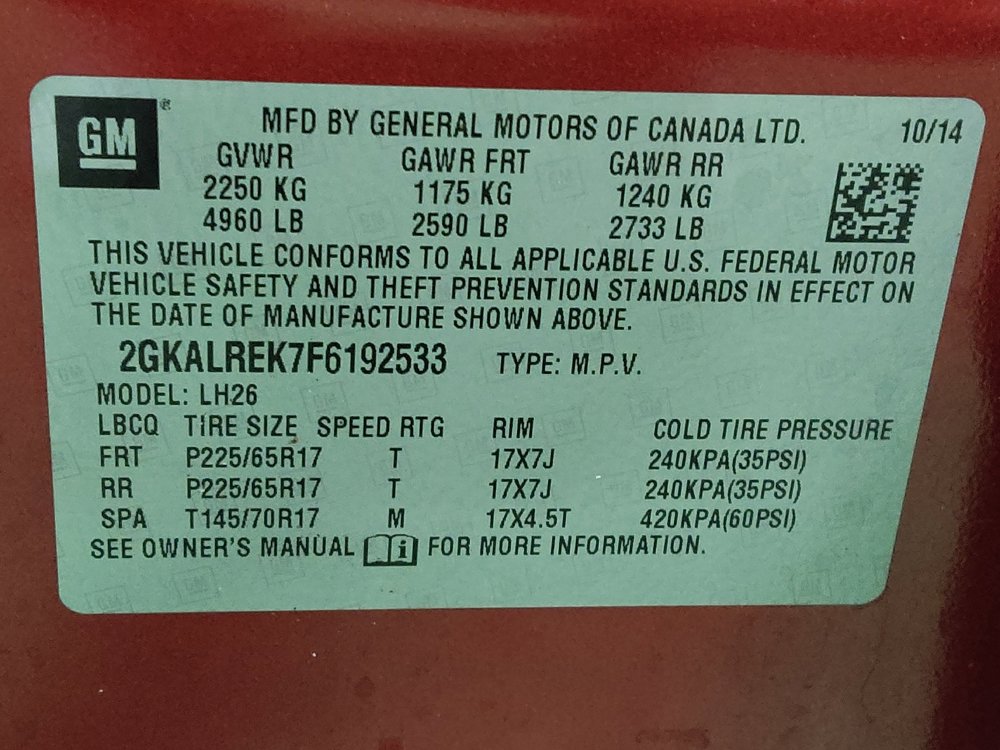 GM ®
MFD BY GENERAL MOTORS OF CANADA LTD. 10/14
GVWR GAWR FRT GAWR RR
2250 KG 1175 KG 1240 KG
4960 LB 2590 LB 2733 LB
THIS VEHICLE CONFORMS TO ALL APPLICABLE U.S. FEDERAL MOTOR
VEHICLE SAFETY AND THEFT PREVENTION STANDARDS IN EFFECT ON
THE DATE OF MANUFACTURE SHOWN ABOVE.
2GKALREK7F6192533 TYPE: M.P.V.
MODEL: LH26
LBCQ TIRE SIZE SPEED RTG RIM COLD TIRE PRESSURE
FRT P225/65R17 T 17X7J 240KPA(35PSI)
RR P225/65R17 T 17X7J 240KPA(35PSI)
SPA T145/70R17 M 17X4.5T 420KPA(60PSI)
SEE OWNER'S MANUAL i FOR MORE INFORMATION.